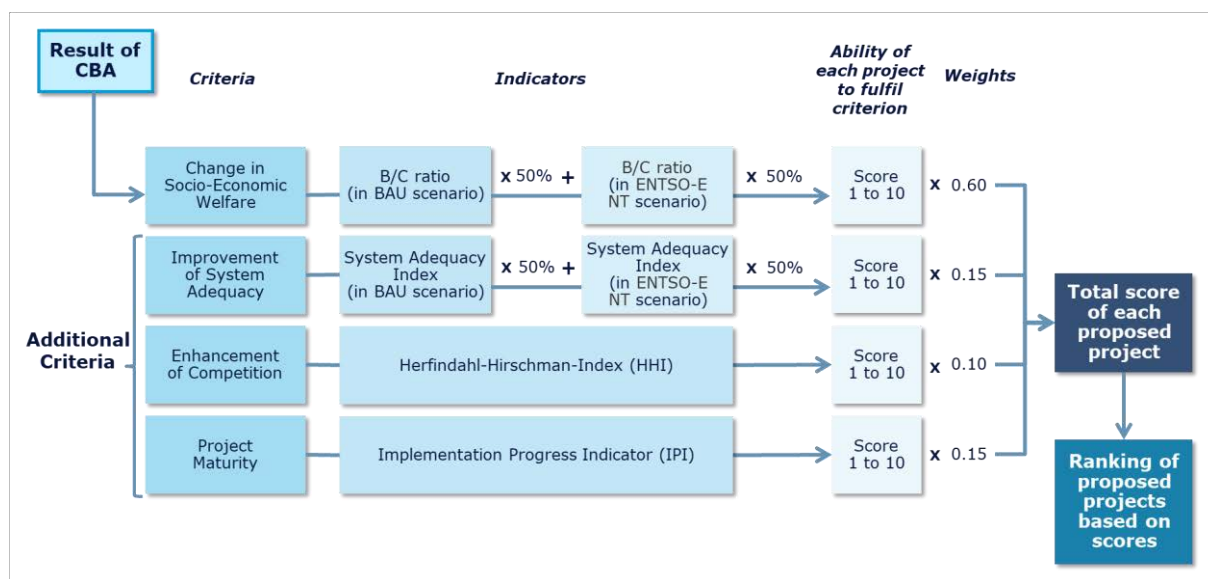 Result of
CBA
Criteria
Indicators
Ability of
each project
to fulfil
criterion
Weights
Change in
Socio-Economic
Welfare
B/C ratio
(in BAU scenario)
x 50% +
B/C ratio
(in ENTSO-E
NT scenario)
x 50%
Score
1 to 10
x 0.60
Improvement
of System
Adequacy
System Adequacy
Index
(in BAU scenario)
x 50% +
System Adequacy
Index
(in ENTSO-E
NT scenario)
x 50%
Score
1 to 10
x 0.15
Additional
Criteria
Enhancement
of Competition
Herfindahl-Hirschman-Index (HHI)
Score
1 to 10
x 0.10
Project
Maturity
Implementation Progress Indicator (IPI)
Score
1 to 10
x 0.15
Total score
of each
proposed
project
Ranking of
proposed
projects
based on
scores